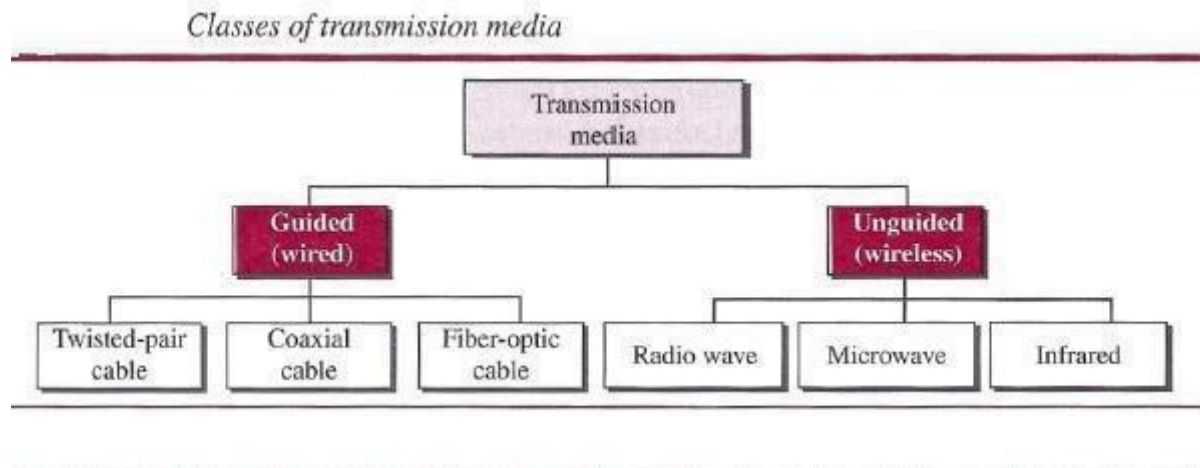 Classes of transmission media
Transmission
media
Guided
(wired)
Unguided
(wireless)
Twisted-pair
cable
Coaxial
cable
Fiber-optic
cable
Radio wave
Microwave
Infrared